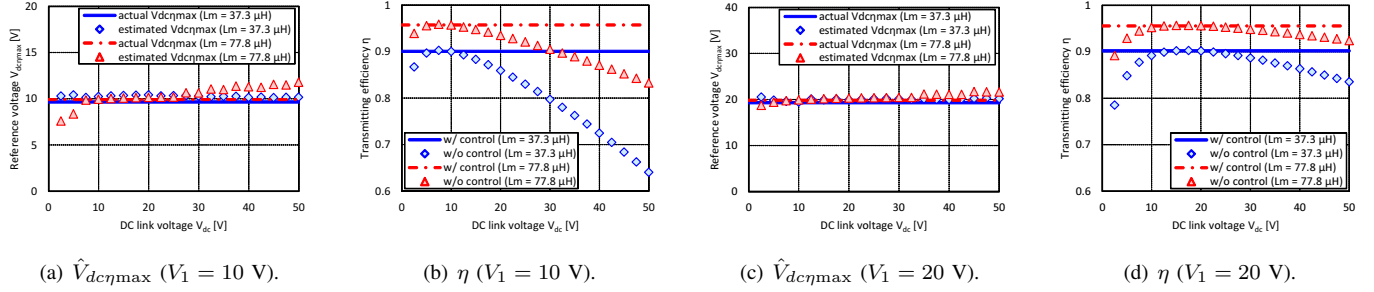 20
15
10
5
0
Reference voltage V_dcηmax [V]
actual Vdcηmax (Lm = 37.3 μH)
estimated Vdcηmax (Lm = 37.3 μH)
actual Vdcηmax (Lm = 77.8 μH)
estimated Vdcηmax (Lm = 77.8 μH)
0 10 20 30 40 50
DC link voltage V_dc [V]
(a) V̂_dcηmax (V_1 = 10 V).
1
0.9
0.8
0.7
0.6
Transmitting efficiency η
w/ control (Lm = 37.3 μH)
w/o control (Lm = 37.3 μH)
w/ control (Lm = 77.8 μH)
w/o control (Lm = 77.8 μH)
0 10 20 30 40 50
DC link voltage V_dc [V]
(b) η (V_1 = 10 V).
40
30
20
10
0
Reference voltage V_dcηmax [V]
actual Vdcηmax (Lm = 37.3 μH)
estimated Vdcηmax (Lm = 37.3 μH)
actual Vdcηmax (Lm = 77.8 μH)
estimated Vdcηmax (Lm = 77.8 μH)
0 10 20 30 40 50
DC link voltage V_dc [V]
(c) V̂_dcηmax (V_1 = 20 V).
1
0.9
0.8
0.7
0.6
Transmitting efficiency η
w/ control (Lm = 37.3 μH)
w/o control (Lm = 37.3 μH)
w/ control (Lm = 77.8 μH)
w/o control (Lm = 77.8 μH)
0 10 20 30 40 50
DC link voltage V_dc [V]
(d) η (V_1 = 20 V).